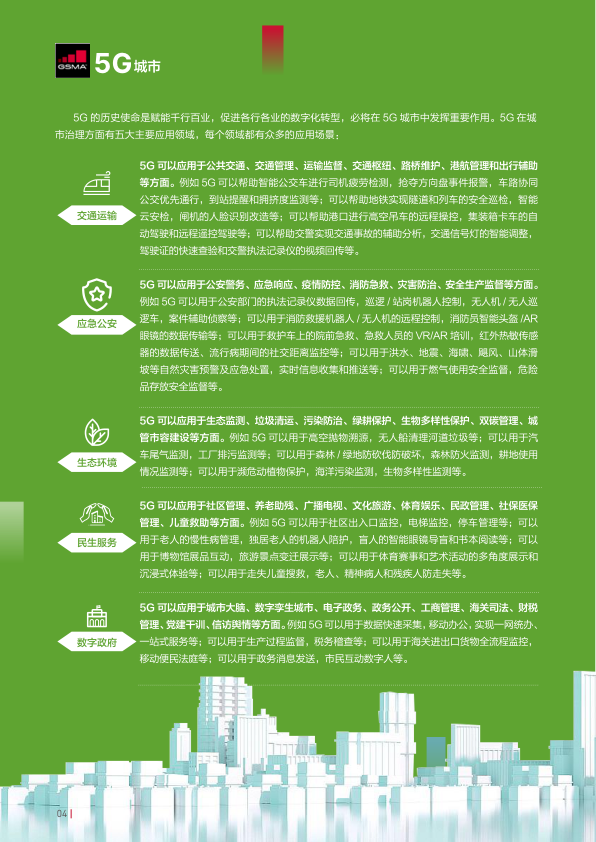 GSMA
5G城市
5G 的历史使命是赋能千行百业，促进各行各业的数字化转型，必将在 5G 城市中发挥重要作用。5G 在城
市治理方面有五大主要应用领域，每个领域都有众多的应用场景：
交通运输
5G 可以应用于公共交通、交通管理、运输监督、交通枢纽、路桥维护、港航管理和出行辅助
等方面。例如 5G 可以帮助智能公交车进行司机疲劳检测，抢夺方向盘事件报警，车路协同
公交优先通行，到站提醒和拥挤度监测等；可以帮助地铁实现隧道和列车的安全巡检，智能
云安检，闸机的人脸识别改造等；可以帮助港口进行高空吊车的远程操控，集装箱卡车的自
动驾驶和远程遥控驾驶等；可以帮助交警实现交通事故的辅助分析，交通信号灯的智能调整，
驾驶证的快速查验和交警执法记录仪的视频回传等。
应急公安
5G 可以应用于公安警务、应急响应、疫情防控、消防急救、灾害防治、安全生产监督等方面。
例如 5G 可以用于公安部门的执法记录仪数据回传，巡逻 / 站岗机器人控制，无人机 / 无人巡
逻车，案件辅助侦察等；可以用于消防救援机器人 / 无人机的远程控制，消防员智能头盔 /AR
眼镜的数据传输等；可以用于救护车上的院前急救、急救人员的 VR/AR 培训，红外热敏传感
器的数据传送、流行病期间的社交距离监控等；可以用于洪水、地震、海啸、飓风、山体滑
坡等自然灾害预警及应急处置，实时信息收集和推送等；可以用于燃气使用安全监督，危险
品存放安全监督等。
生态环境
5G 可以应用于生态监测、垃圾清运、污染防治、绿耕保护、生物多样性保护、双碳管理、城
管市容建设等方面。例如 5G 可以用于高空抛物溯源，无人船清理河道垃圾等；可以用于汽
车尾气监测，工厂排污监测等；可以用于森林 / 绿地防砍伐防破坏，森林防火监测，耕地使用
情况监测等；可以用于濒危动植物保护，海洋污染监测，生物多样性监测等。
民生服务
5G 可以应用于社区管理、养老助残、广播电视、文化旅游、体育娱乐、民政管理、社保医保
管理、儿童救助等方面。例如 5G 可以用于社区出入口监控，电梯监控，停车管理等；可以
用于老人的慢性病管理，独居老人的机器人陪护，盲人的智能眼镜导盲和书本阅读等；可以
用于博物馆展品互动，旅游景点变迁展示等；可以用于体育赛事和艺术活动的多角度展示和
沉浸式体验等；可以用于走失儿童搜救，老人、精神病人和残疾人防走失等。
数字政府
5G 可以应用于城市大脑、数字孪生城市、电子政务、政务公开、工商管理、海关司法、财税
管理、党建干训、信访舆情等方面。例如 5G 可以用于数据快速采集，移动办公，实现一网统办、
一站式服务等；可以用于生产过程监督，税务稽查等；可以用于海关进出口货物全流程监控，
移动便民法庭等；可以用于政务消息发送，市民互动数字人等。
04